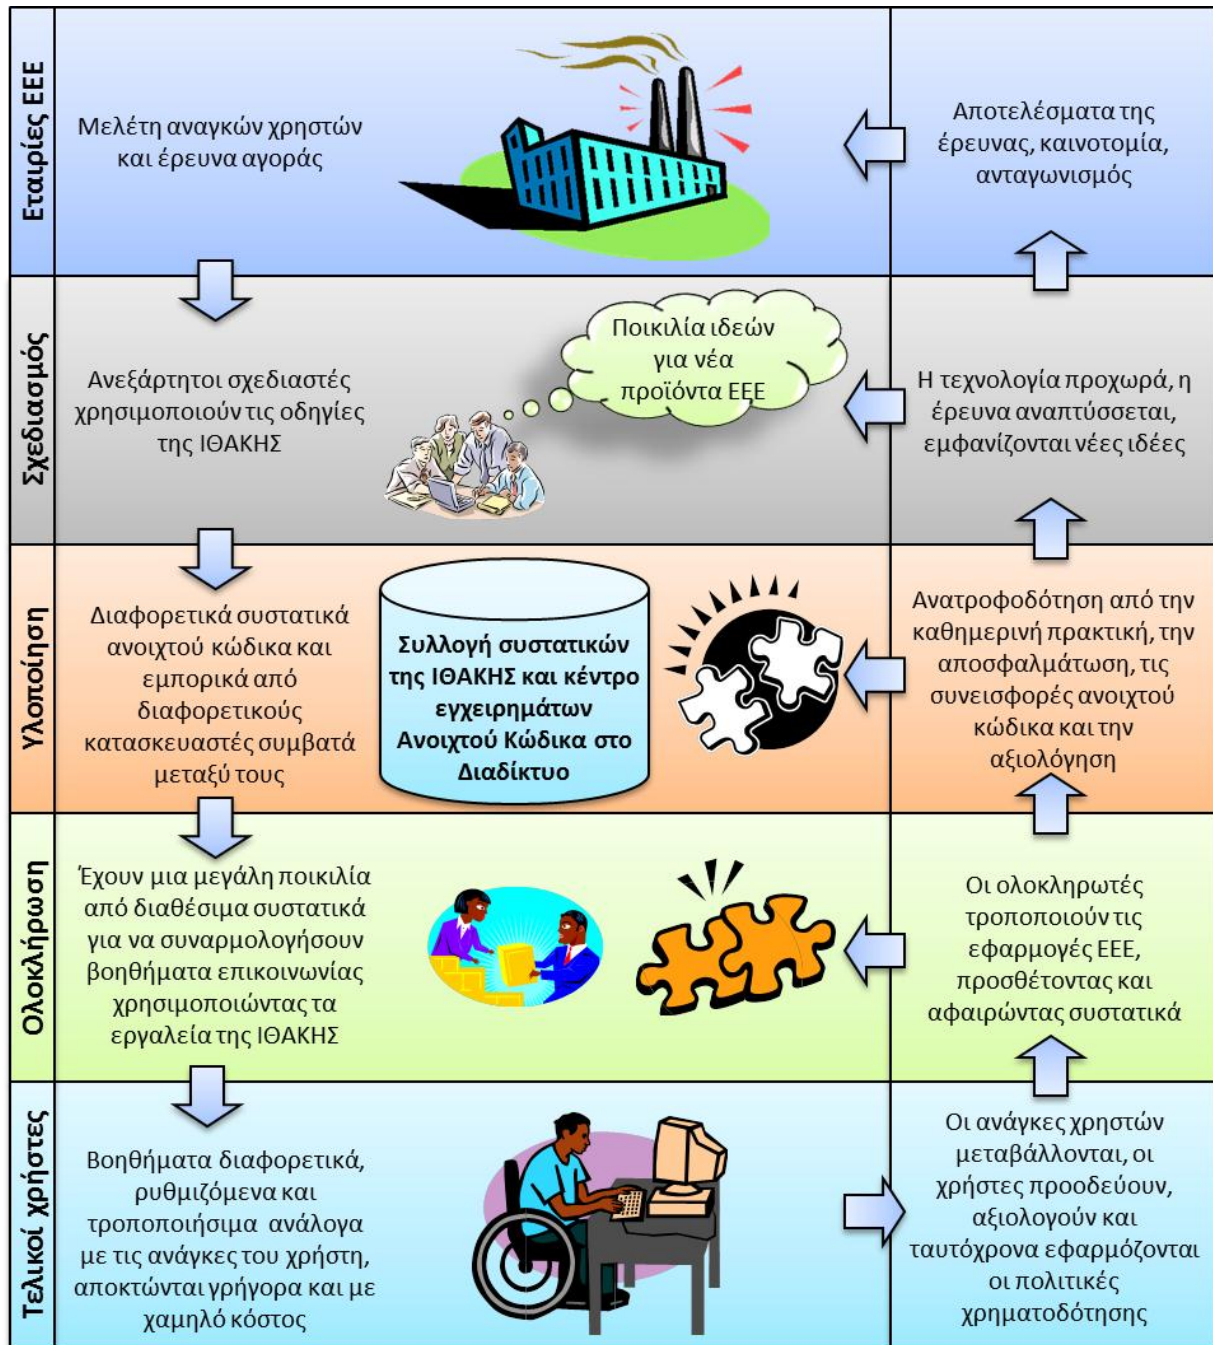 Εταιρίες ΕΕΕ
Μελέτη αναγκών χρηστών
και έρευνα αγοράς
Αποτελέσματα της
έρευνας, καινοτομία,
ανταγωνισμός
Σχεδιασμός
Ανεξάρτητοι σχεδιαστές
χρησιμοποιούν τις οδηγίες
της ΙΘΑΚΗΣ
Ποικιλία ιδεών
για νέα
προϊόντα ΕΕΕ
Η τεχνολογία προχωρά, η
έρευνα αναπτύσσεται,
εμφανίζονται νέες ιδέες
Υλοποίηση
Διαφορετικά συστατικά
ανοιχτού κώδικα και
εμπορικά από
διαφορετικούς
κατασκευαστές συμβατά
μεταξύ τους
Συλλογή συστατικών
της ΙΘΑΚΗΣ και κέντρο
εγχειρημάτων
Ανοιχτού Κώδικα στο
Διαδίκτυο
Ανατροφοδότηση από την
καθημερινή πρακτική, την
αποσφαλμάτωση, τις
συνεισφορές ανοιχτού
κώδικα και την
αξιολόγηση
Ολοκλήρωση
Έχουν μια μεγάλη ποικιλία
από διαθέσιμα συστατικά
για να συναρμολογήσουν
βοηθήματα επικοινωνίας
χρησιμοποιώντας τα
εργαλεία της ΙΘΑΚΗΣ
Οι ολοκληρωτές
τροποποιούν τις
εφαρμογές ΕΕΕ,
προσθέτοντας και
αφαιρώντας συστατικά
Τελικοί χρήστες
Βοηθήματα διαφορετικά,
ρυθμιζόμενα και
τροποποιήσιμα ανάλογα
με τις ανάγκες του χρήστη,
αποκτώνται γρήγορα και με
χαμηλό κόστος
Οι ανάγκες χρηστών
μεταβάλλονται, οι
χρήστες προοδεύουν,
αξιολογούν και
ταυτόχρονα εφαρμόζονται
οι πολιτικές
χρηματοδότησης